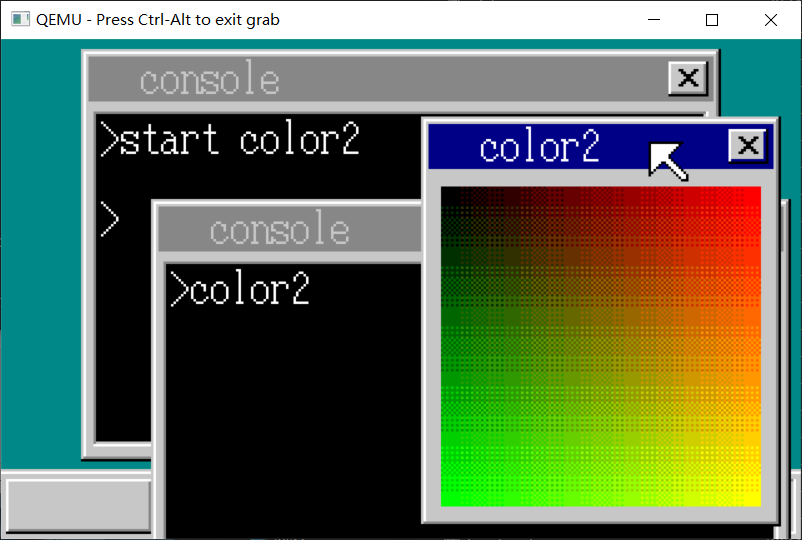 QEMU - Press Ctrl-Alt to exit grab
console
>start color2
>
console
>color2
color2